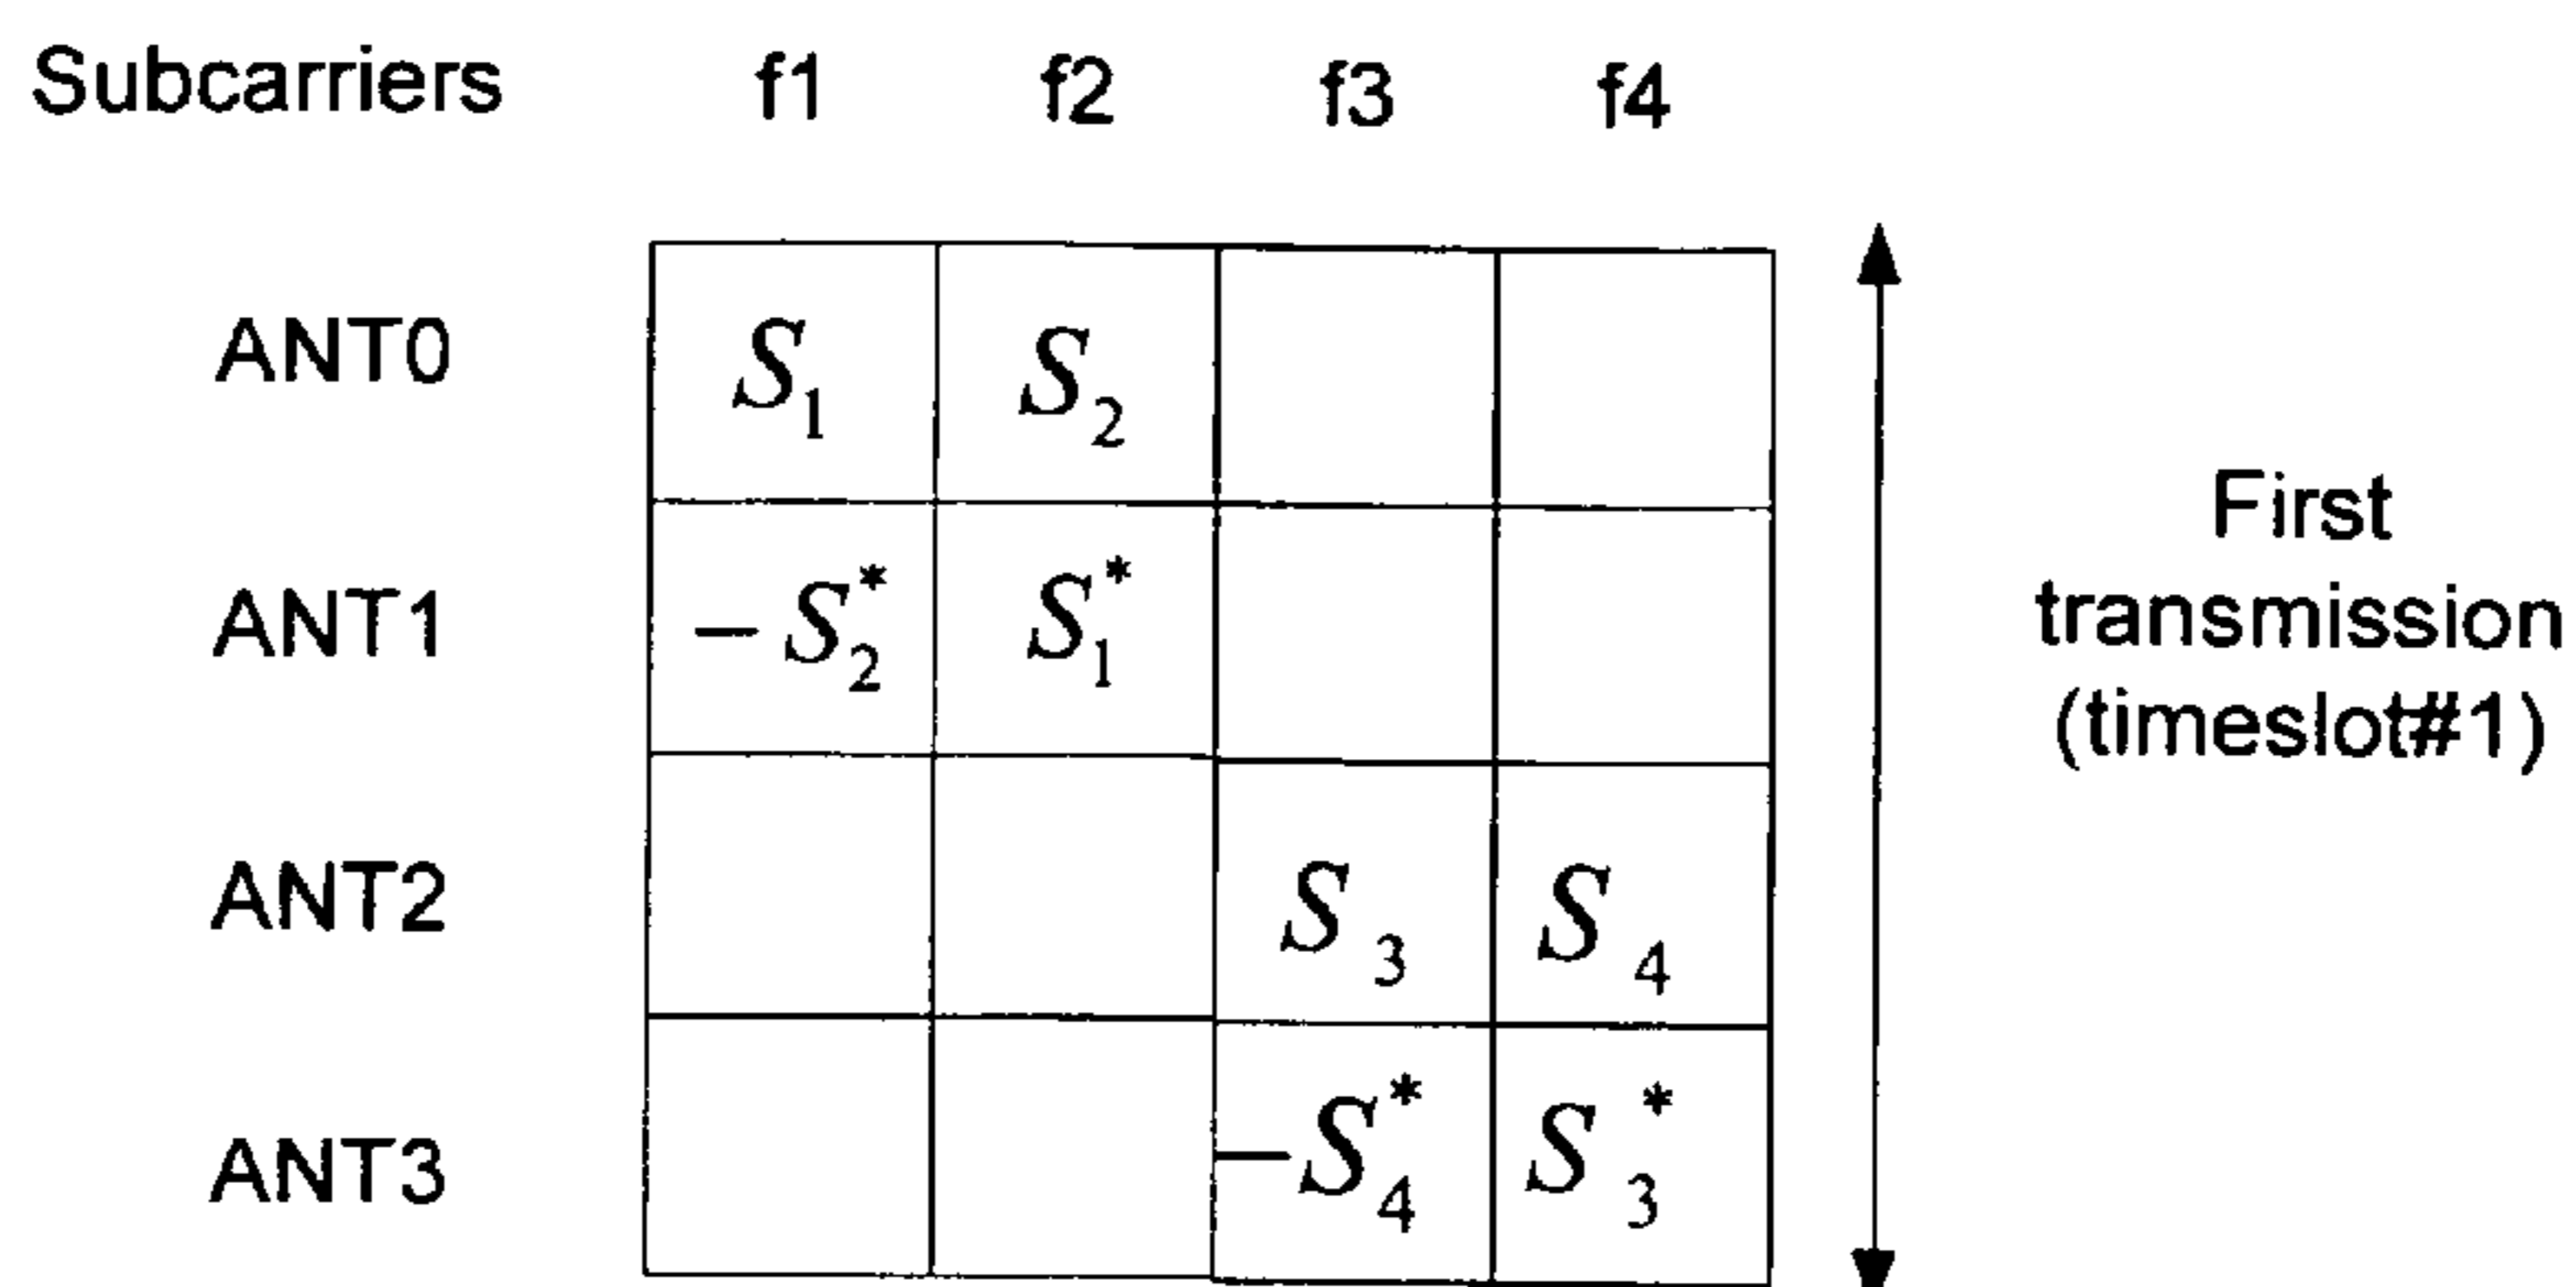 Subcarriers f1 f2 f3 f4
ANT0 S₁ S₂
ANT1 −S₂* S₁*
ANT2 S₃ S₄
ANT3 −S₄* S₃*
First
transmission
(timeslot#1)